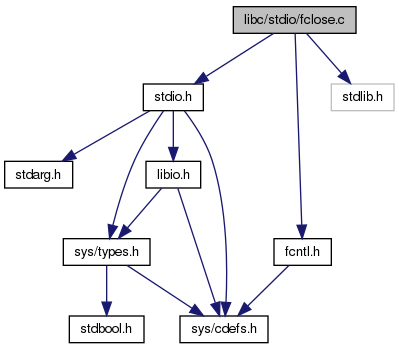 libc/stdio/fclose.c
stdio.h
stdlib.h
stdarg.h
libio.h
sys/types.h
fcntl.h
stdbool.h
sys/cdefs.h